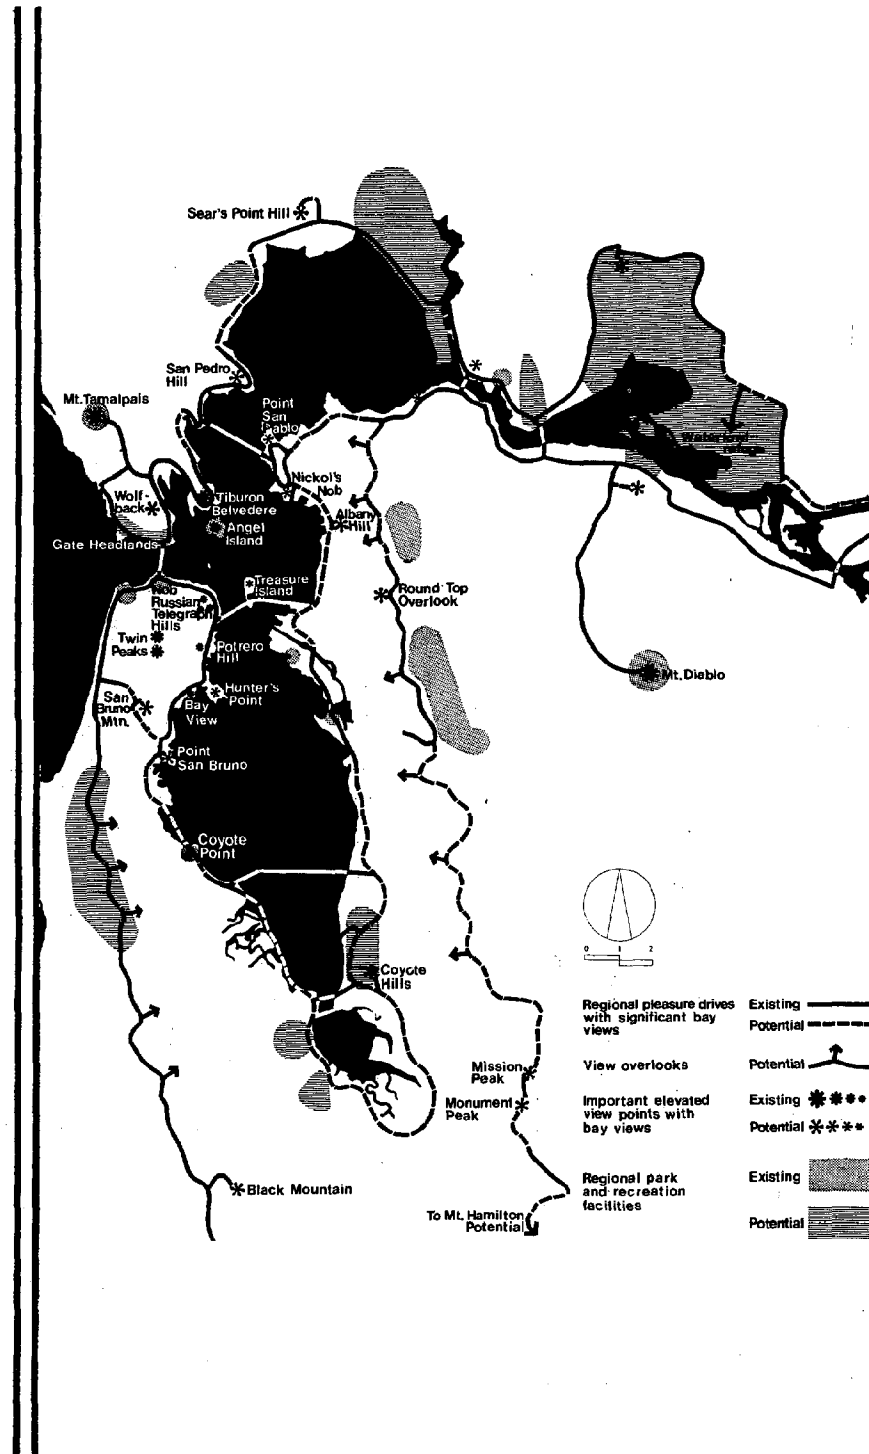 Sear's Point Hill
San Pedro
Hill
Mt. Tamalpais
Point
San
Pablo
Nickol's
Nob
Wolf-
back
Tiburon
Belvedere
Albany
Hill
Angel
Island
Gate Headlands
Waterfowl
Treasure
Island
Nob
Russian
Telegraph
Hills
Round Top
Overlook
Twin
Peaks
Potrero
Hill
Mt. Diablo
San
Bruno
Mtn.
Hunter's
Point
Bay
View
Point
San Bruno
Coyote
Point
0 1 2
Coyote
Hills
Regional pleasure drives
with significant bay
views
Existing
Potential
View overlooks
Potential
Mission
Peak
Monument
Peak
Important elevated
view points with
bay views
Existing
Potential
Regional park
and recreation
facilities
Existing
Potential
Black Mountain
To Mt. Hamilton
Potential